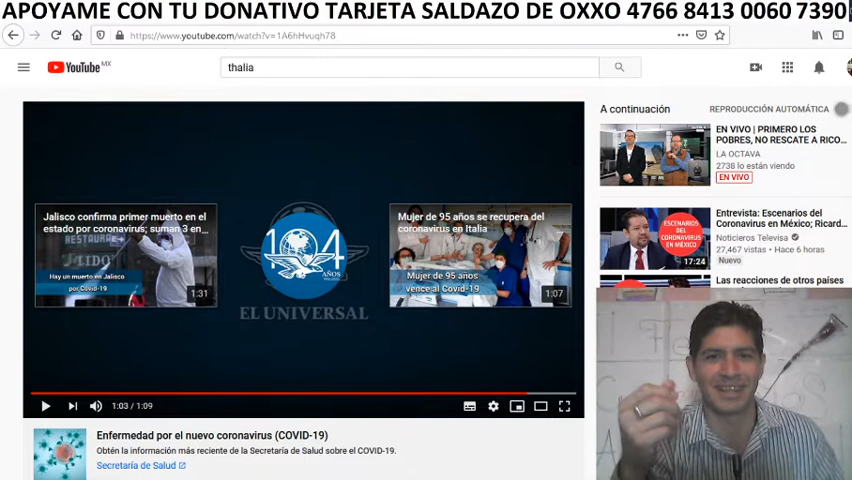 APOYAME CON TU DONATIVO TARJETA SALDAZO DE OXXO 4766 8413 0060 7390
https://www.youtube.com/watch?v=1A6hHvuqh78
YouTube MX
thalia
A continuación
REPRODUCCIÓN AUTOMÁTICA
EN VIVO | PRIMERO LOS
POBRES, NO RESCATE A RICO...
LA OCTAVA
2738 lo están viendo
EN VIVO
Jalisco confirma primer muerto en el
estado por coronavirus; suman 3 en...
Hay un muerto en Jalisco
por Covid-19
1:31
104
AÑOS
EL UNIVERSAL
Mujer de 95 años se recupera del
coronavirus en Italia
Mujer de 95 años
vence al Covid-19
1:07
ESCENARIOS
DEL
CORONAVIRUS
EN MÉXICO
17:24
Entrevista: Escenarios del
Coronavirus en México; Ricard...
Noticieros Televisa
27,467 vistas • Hace 6 horas
Nuevo
Las reacciones de otros países
1:03 / 1:09
Enfermedad por el nuevo coronavirus (COVID-19)
Obtén la información más reciente de la Secretaría de Salud sobre el COVID-19.
Secretaría de Salud